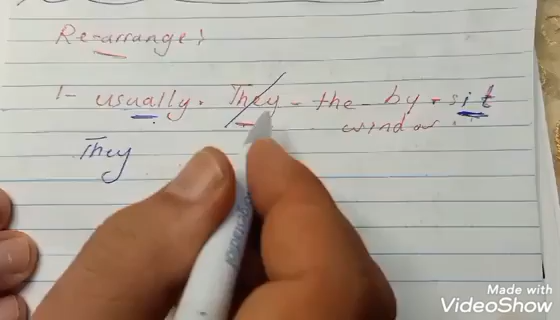 Re-arrange:
1- usually. They - the - by - sit
window.
They
Made with
VideoShow